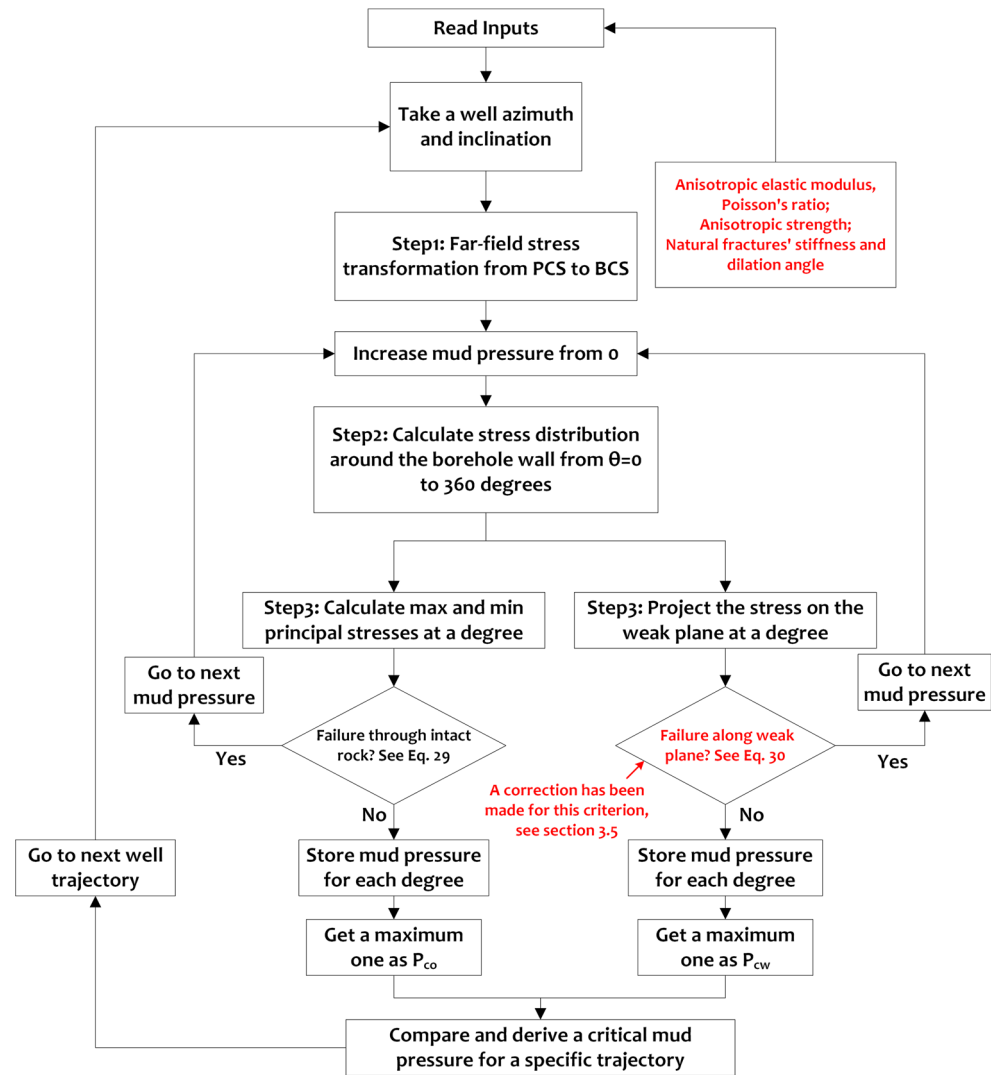 Read Inputs
Take a well azimuth
and inclination
Anisotropic elastic modulus,
Poisson's ratio;
Anisotropic strength;
Natural fractures' stiffness and
dilation angle
Step1: Far-field stress
transformation from PCS to BCS
Increase mud pressure from 0
Step2: Calculate stress distribution
around the borehole wall from θ=0
to 360 degrees
Step3: Calculate max and min
principal stresses at a degree
Step3: Project the stress on the
weak plane at a degree
Go to next
mud pressure
Go to next
mud pressure
Failure through intact
rock? See Eq. 29
Failure along weak
plane? See Eq. 30
Yes
Yes
A correction has been
made for this criterion,
see section 3.5
No
No
Go to next well
trajectory
Store mud pressure
for each degree
Store mud pressure
for each degree
Get a maximum
one as Pco
Get a maximum
one as Pcw
Compare and derive a critical mud
pressure for a specific trajectory